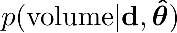 p(volume|d, θ̂)